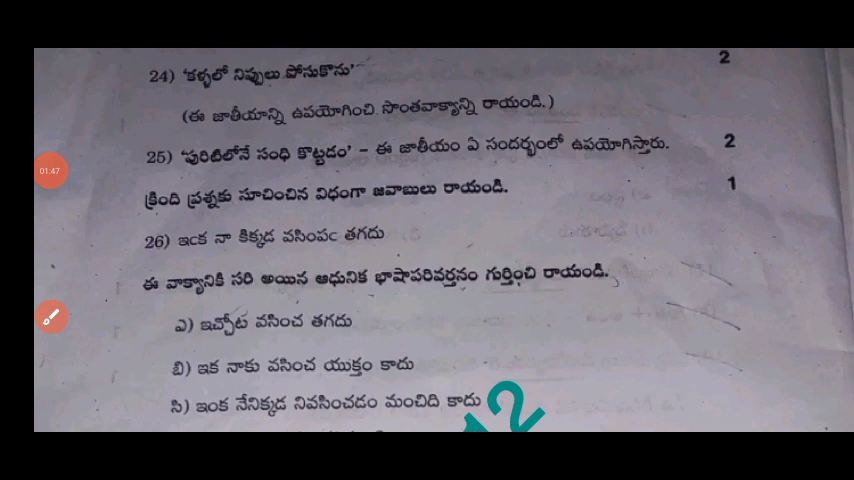 2
24) 'కళ్ళలో నిప్పులు పోసుకొను'
(ఈ జాతీయాన్ని ఉపయోగించి సొంతవాక్యాన్ని రాయండి.)
25) 'పురిటిలోనే సంధి కొట్టడం' – ఈ జాతీయం ఏ సందర్భంలో ఉపయోగిస్తారు. 2
క్రింది ప్రశ్నకు సూచించిన విధంగా జవాబులు రాయండి. 1
01:47
26) ఇఁక నా కిక్కడ వసింపఁ తగదు
ఈ వాక్యానికి సరి అయిన ఆధునిక భాషాపరివర్తనం గుర్తించి రాయండి.
ఎ) ఇచ్చోట వసించ తగదు
బి) ఇక నాకు వసించ యుక్తం కాదు
సి) ఇంక నేనిక్కడ నివసించడం మంచిది కాదు
12